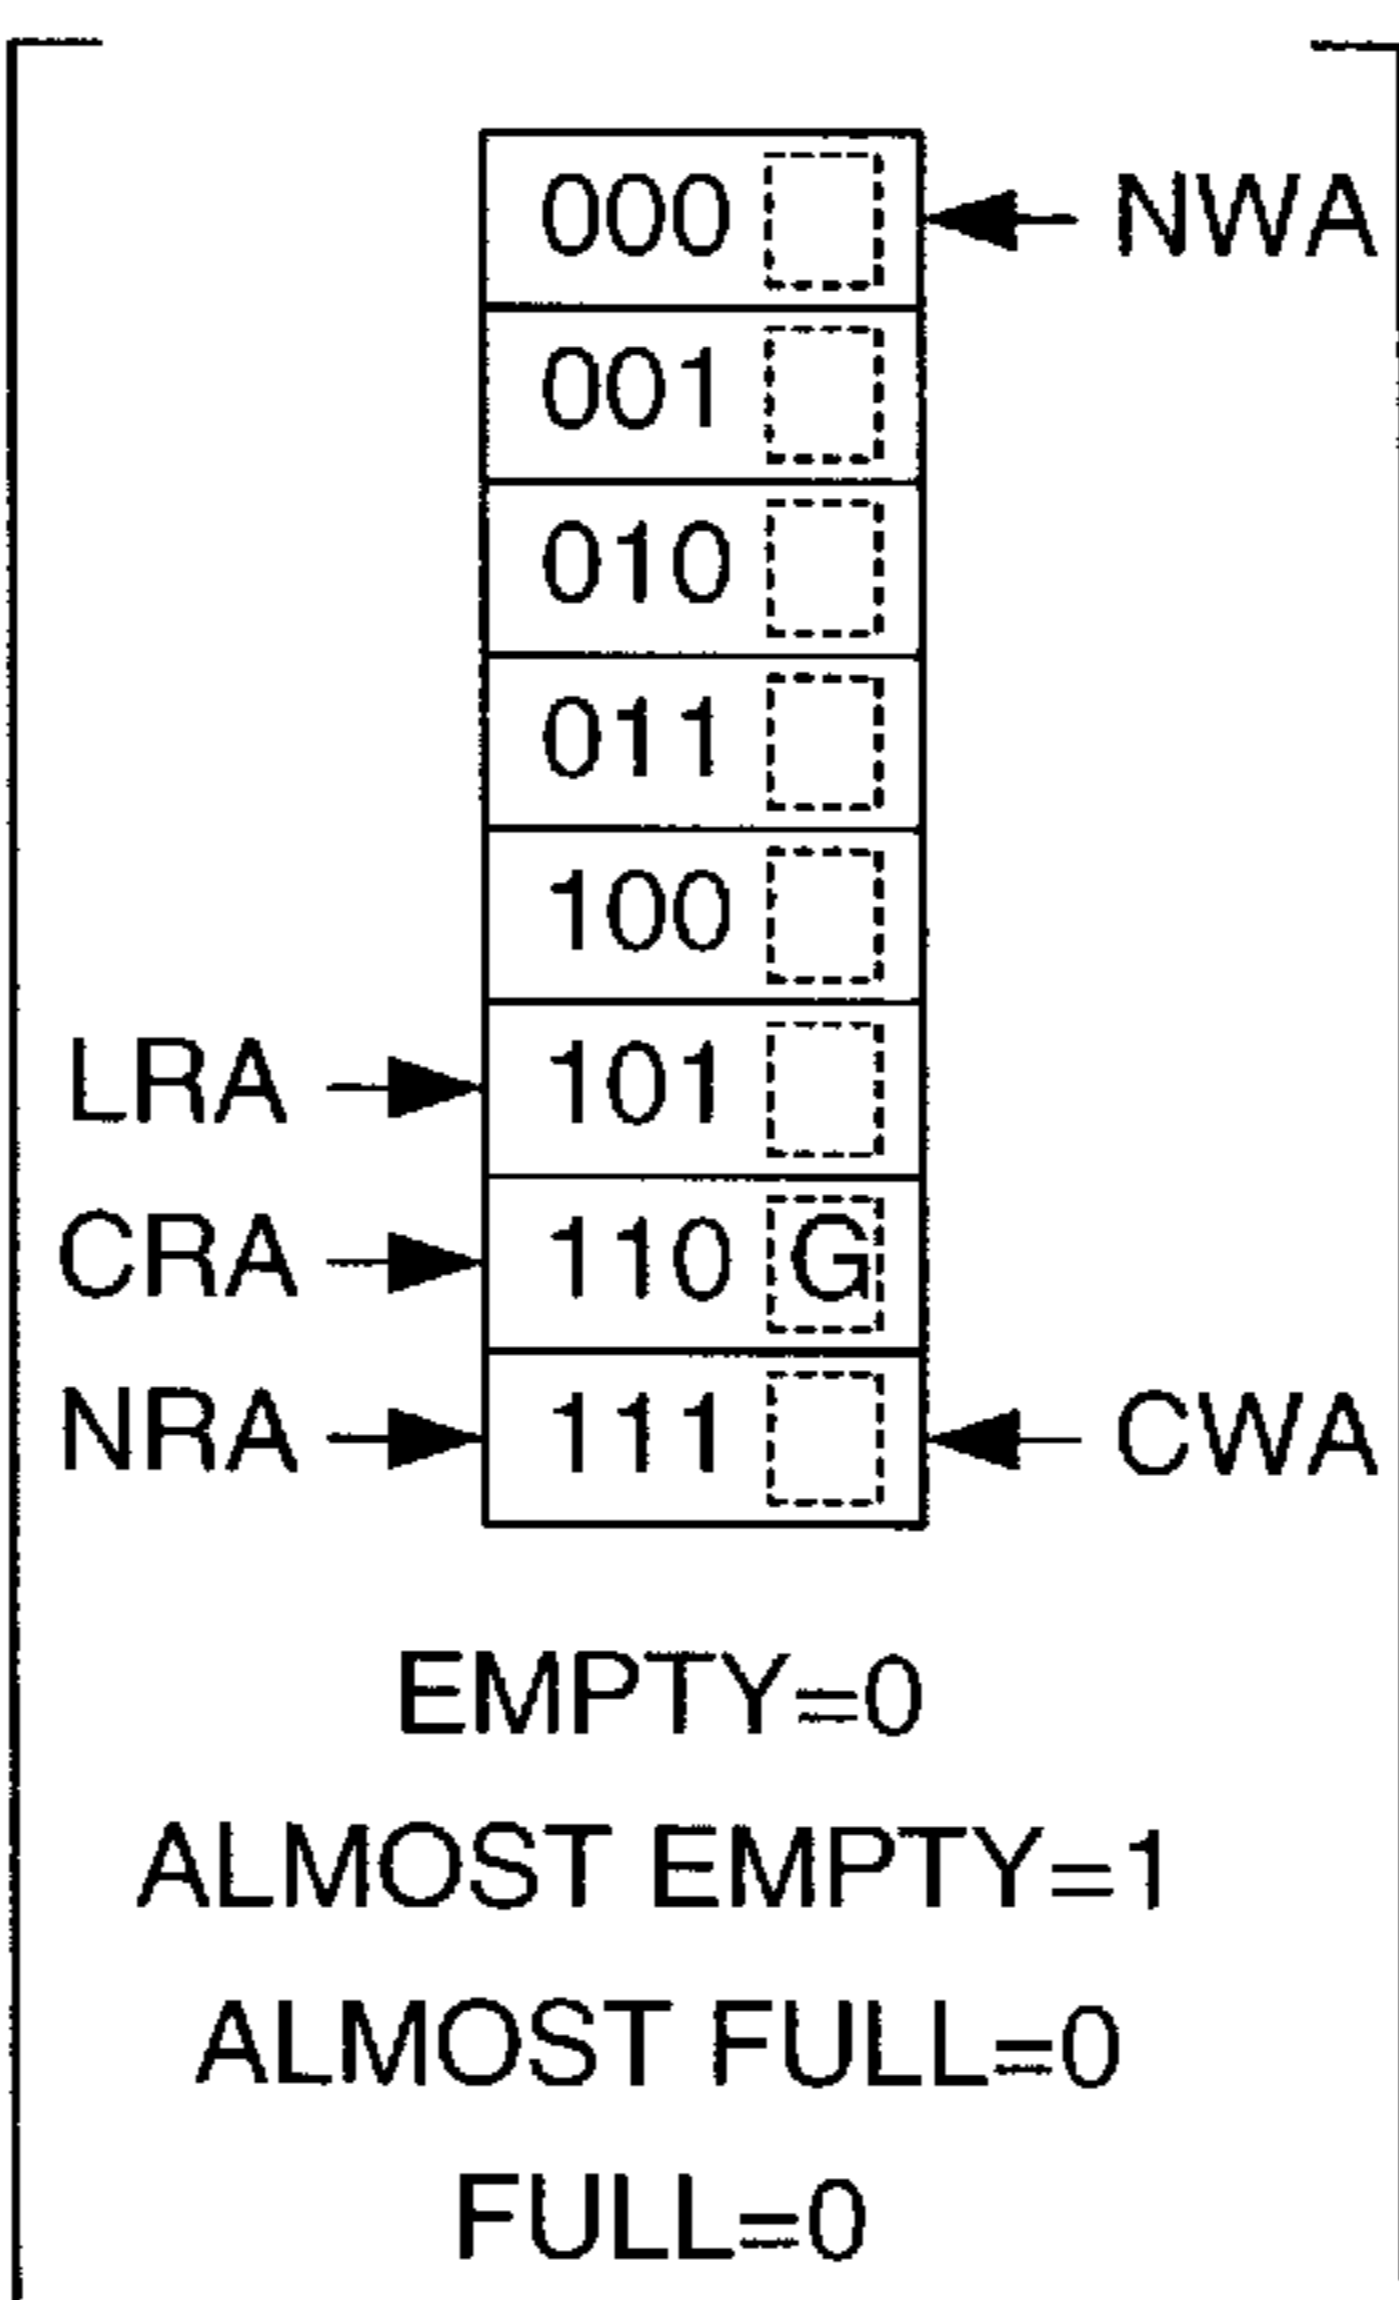 000 NWA
001
010
011
100
LRA 101
CRA 110 G
NRA 111 CWA
EMPTY=0
ALMOST EMPTY=1
ALMOST FULL=0
FULL=0